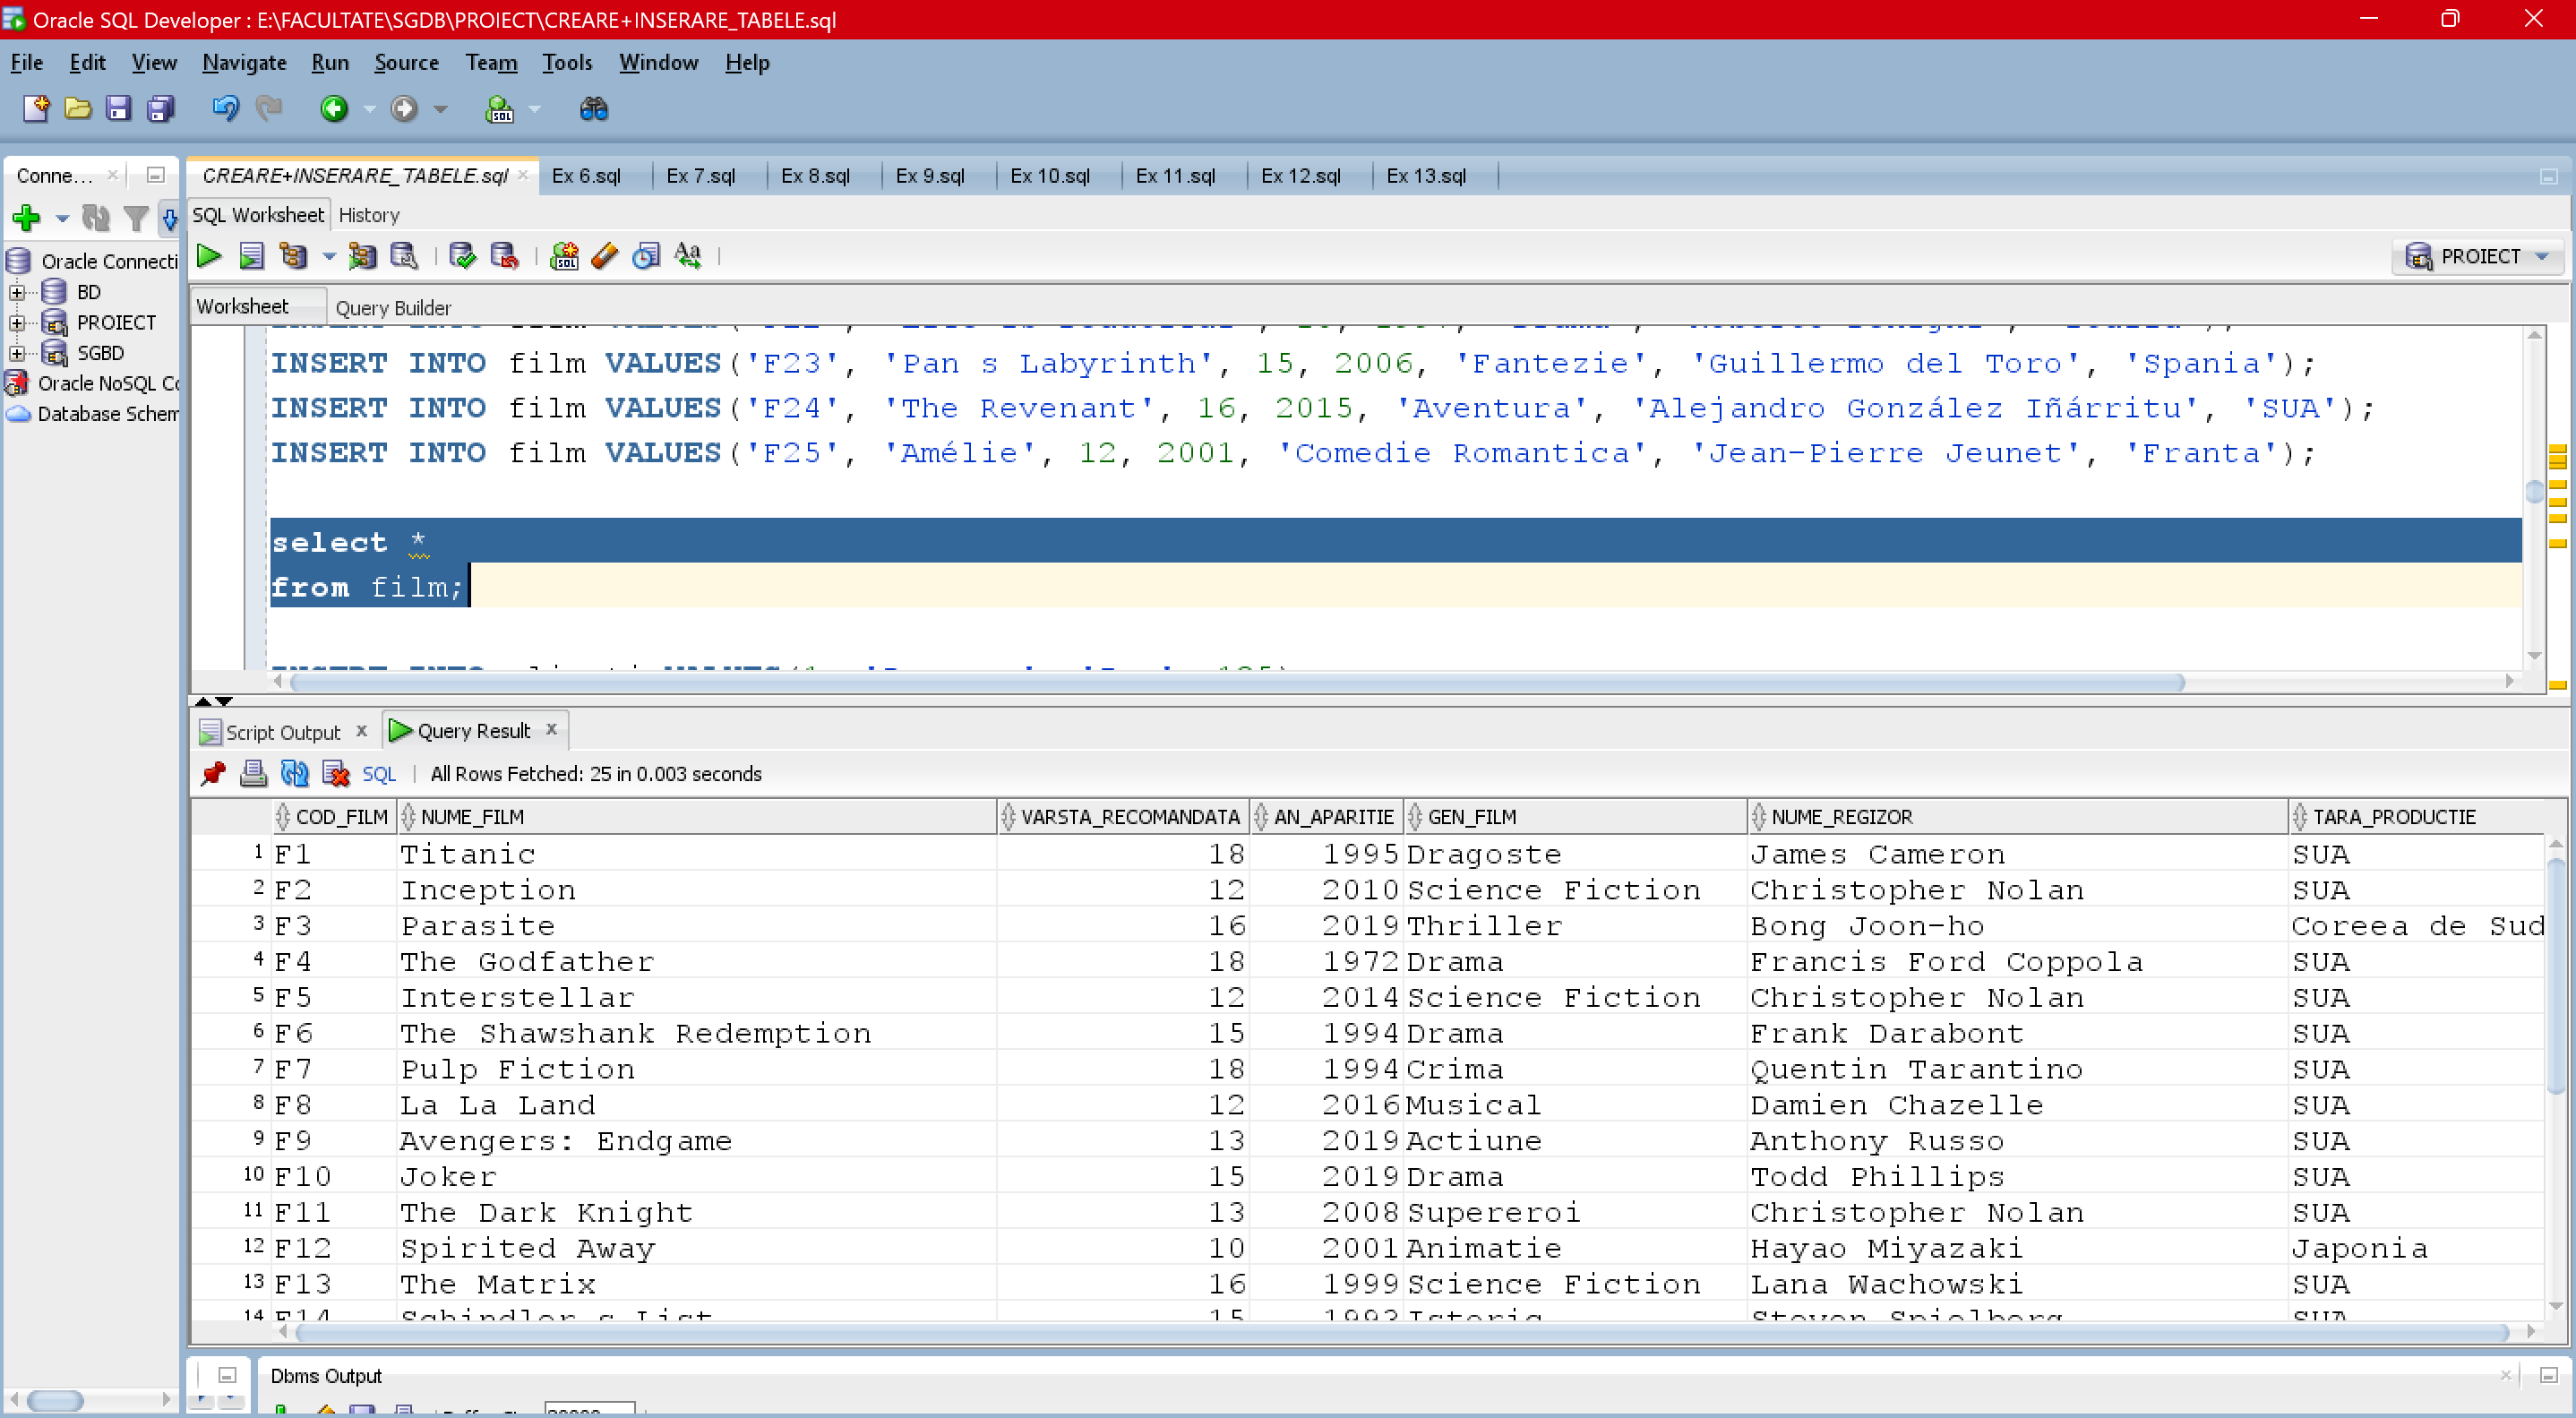 Oracle SQL Developer : E:\FACULTATE\SGDB\PROIECT\CREARE+INSERARE_TABELE.sql
File Edit View Navigate Run Source Team Tools Window Help
Conne...
CREARE+INSERARE_TABELE.sql Ex 6.sql Ex 7.sql Ex 8.sql Ex 9.sql Ex 10.sql Ex 11.sql Ex 12.sql Ex 13.sql
SQL Worksheet History
PROIECT
Oracle Connecti
BD
PROIECT
SGBD
Oracle NoSQL Co
Database Schem
Worksheet Query Builder
INSERT INTO film VALUES('F23', 'Pan s Labyrinth', 15, 2006, 'Fantezie', 'Guillermo del Toro', 'Spania');
INSERT INTO film VALUES('F24', 'The Revenant', 16, 2015, 'Aventura', 'Alejandro González Iñárritu', 'SUA');
INSERT INTO film VALUES('F25', 'Amélie', 12, 2001, 'Comedie Romantica', 'Jean-Pierre Jeunet', 'Franta');
select *
from film;
Script Output Query Result
SQL All Rows Fetched: 25 in 0.003 seconds
COD_FILM NUME_FILM VARSTA_RECOMANDATA AN_APARITIE GEN_FILM NUME_REGIZOR TARA_PRODUCTIE
1 F1 Titanic 18 1995 Dragoste James Cameron SUA
2 F2 Inception 12 2010 Science Fiction Christopher Nolan SUA
3 F3 Parasite 16 2019 Thriller Bong Joon-ho Coreea de Sud
4 F4 The Godfather 18 1972 Drama Francis Ford Coppola SUA
5 F5 Interstellar 12 2014 Science Fiction Christopher Nolan SUA
6 F6 The Shawshank Redemption 15 1994 Drama Frank Darabont SUA
7 F7 Pulp Fiction 18 1994 Crima Quentin Tarantino SUA
8 F8 La La Land 12 2016 Musical Damien Chazelle SUA
9 F9 Avengers: Endgame 13 2019 Actiune Anthony Russo SUA
10 F10 Joker 15 2019 Drama Todd Phillips SUA
11 F11 The Dark Knight 13 2008 Supereroi Christopher Nolan SUA
12 F12 Spirited Away 10 2001 Animatie Hayao Miyazaki Japonia
13 F13 The Matrix 16 1999 Science Fiction Lana Wachowski SUA
14 F14 Schindler s List 15 1993 Istoric Steven Spielberg SUA
Dbms Output